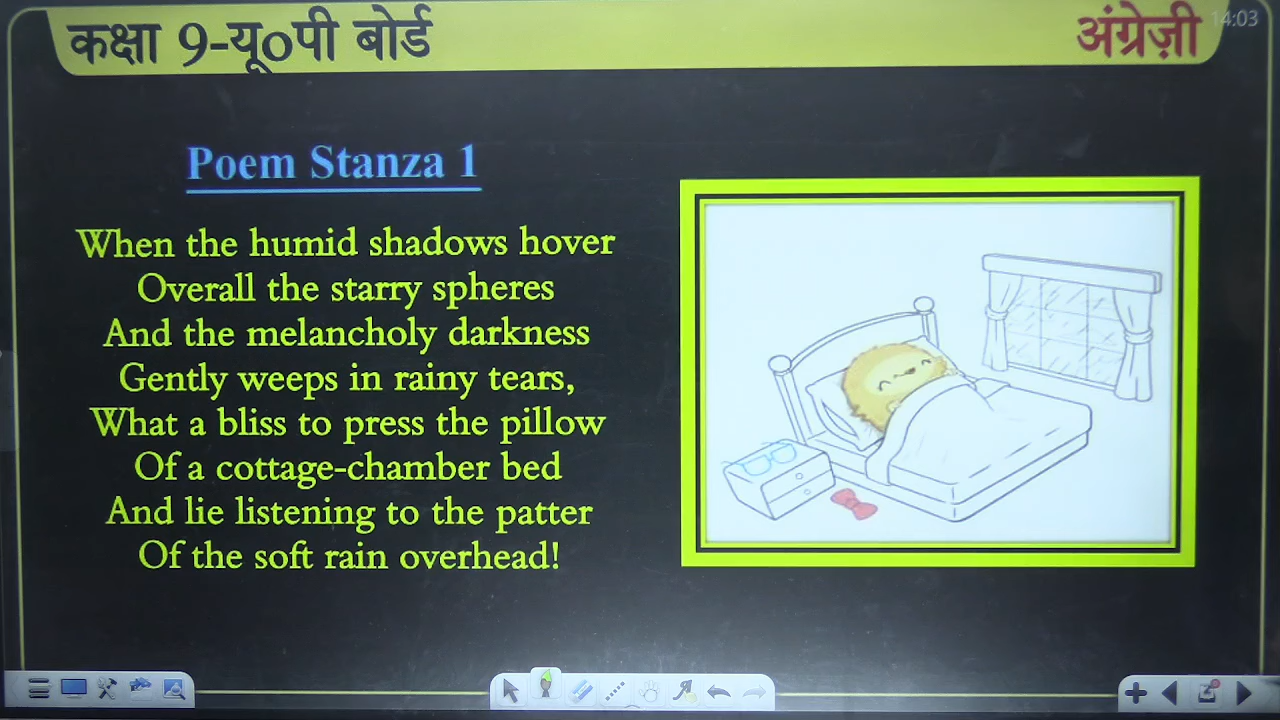 कक्षा 9-यू०पी बोर्ड
अंग्रेज़ी
14:03
Poem Stanza 1
When the humid shadows hover
Overall the starry spheres
And the melancholy darkness
Gently weeps in rainy tears,
What a bliss to press the pillow
Of a cottage-chamber bed
And lie listening to the patter
Of the soft rain overhead!